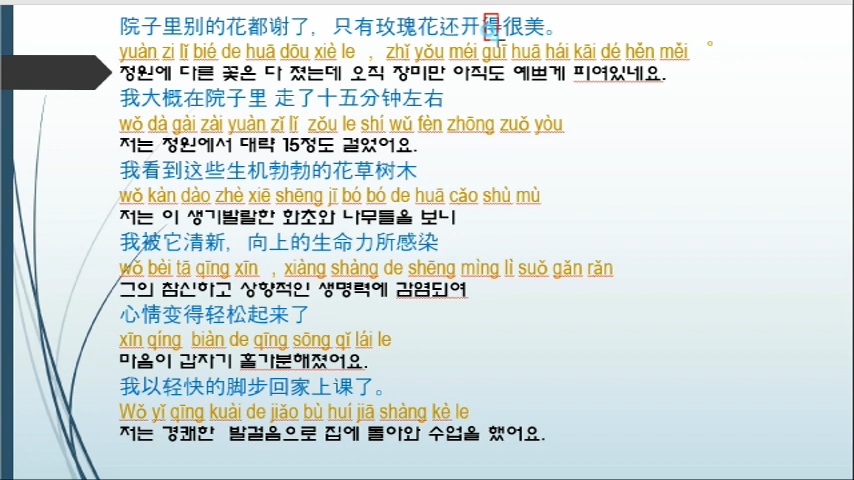 院子里别的花都谢了，只有玫瑰花还开得很美。
yuàn zi lǐ bié de huā dōu xiè le ，zhǐ yǒu méi guī huā hái kāi dé hěn měi 。
정원에 다른 꽃은 다 졌는데 오직 장미만 아직도 예쁘게 피여있네요.
我大概在院子里 走了十五分钟左右
wǒ dà gài zài yuàn zǐ lǐ zǒu le shí wǔ fèn zhōng zuǒ yòu
저는 정원에서 대략 15정도 걸었어요.
我看到这些生机勃勃的花草树木
wǒ kàn dào zhè xiē shēng jī bó bó de huā cǎo shù mù
저는 이 생기발랄한 화초와 나무들을 보니
我被它清新，向上的生命力所感染
wǒ bèi tā qīng xīn ，xiàng shàng de shēng mìng lì suǒ gǎn rǎn
그의 참신하고 상향적인 생명력에 감염되여
心情变得轻松起来了
xīn qíng biàn de qīng sōng qǐ lái le
마음이 갑자기 홀가분해졌어요.
我以轻快的脚步回家上课了。
Wǒ yǐ qīng kuài de jiǎo bù huí jiā shàng kè le
저는 경쾌한 발걸음으로 집에 돌아와 수업을 했어요.